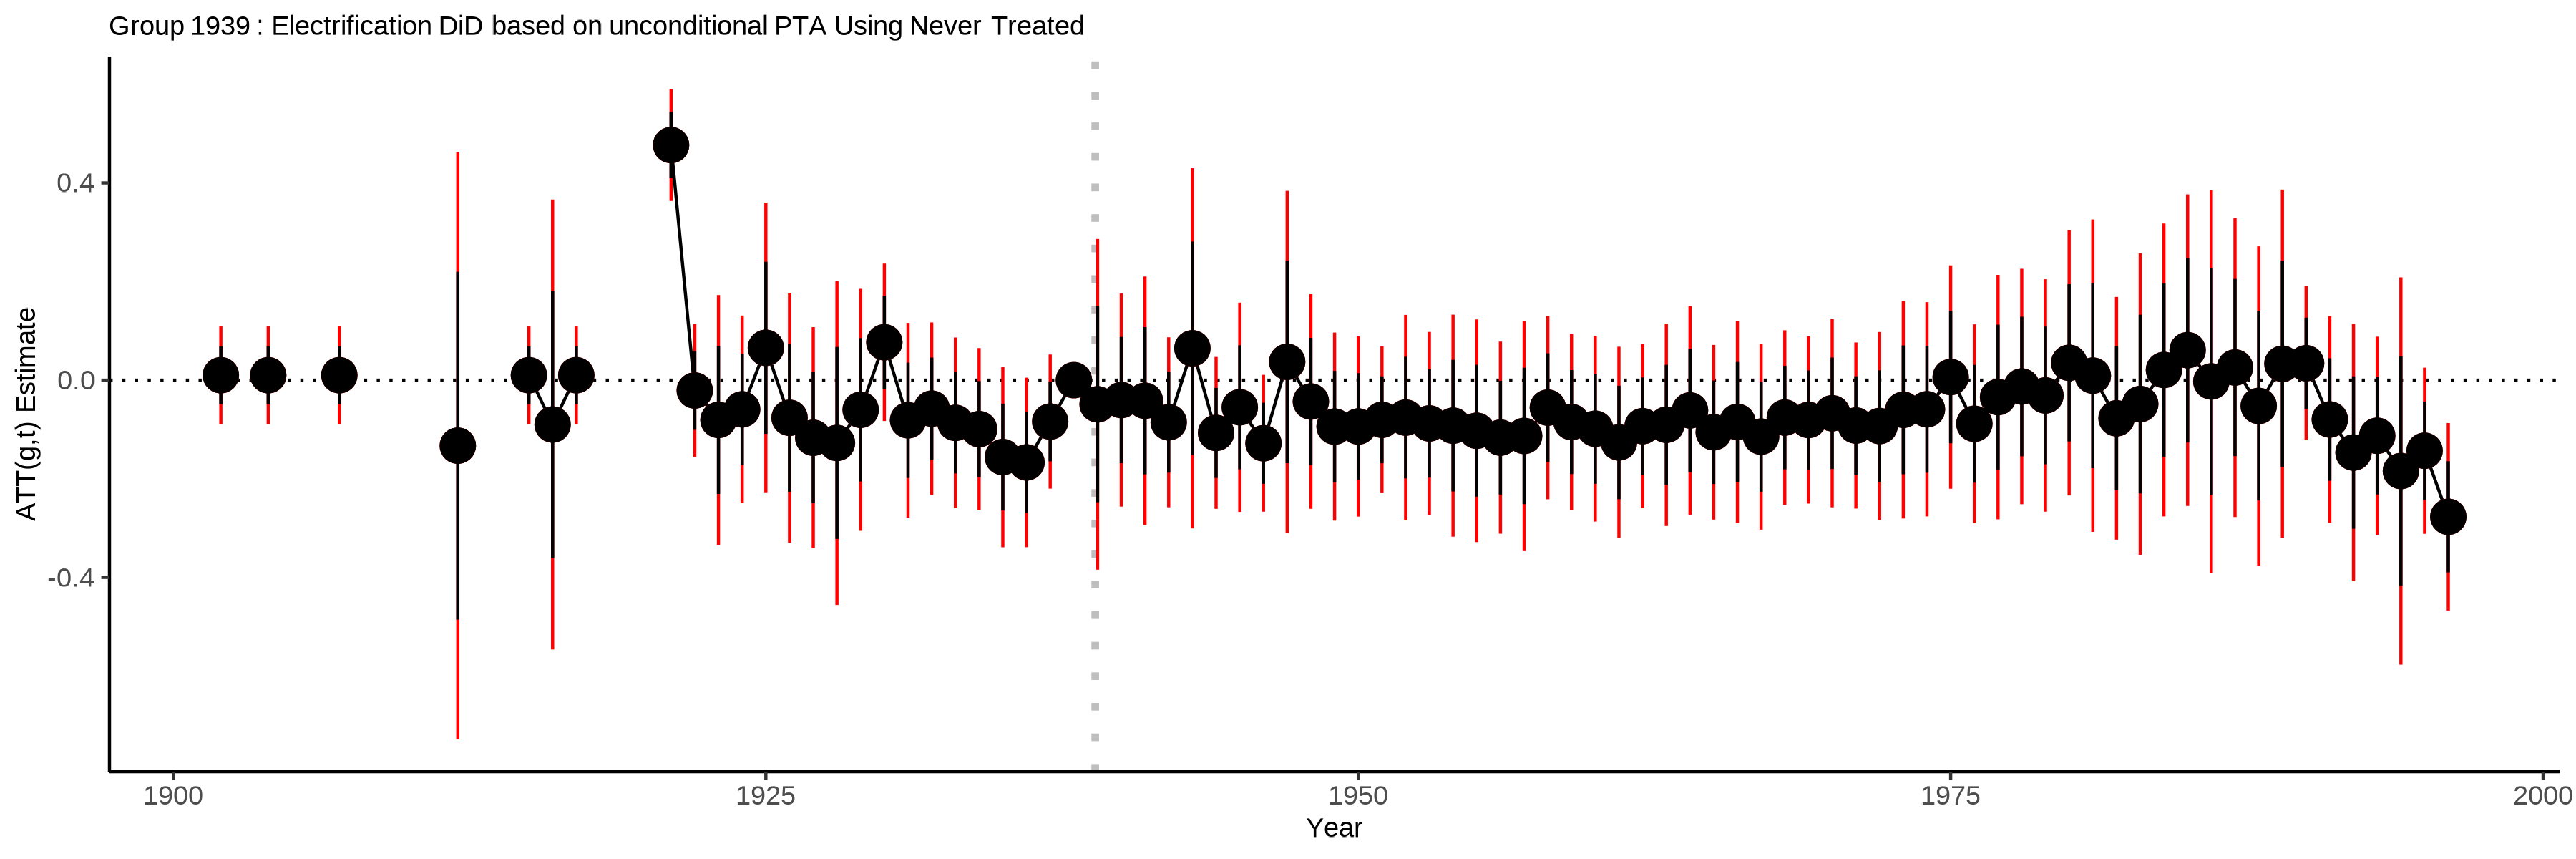 Group 1939 : Electrification DiD based on unconditional PTA Using Never Treated
ATT(g,t) Estimate
0.4
0.0
-0.4
1900
1925
1950
1975
2000
Year